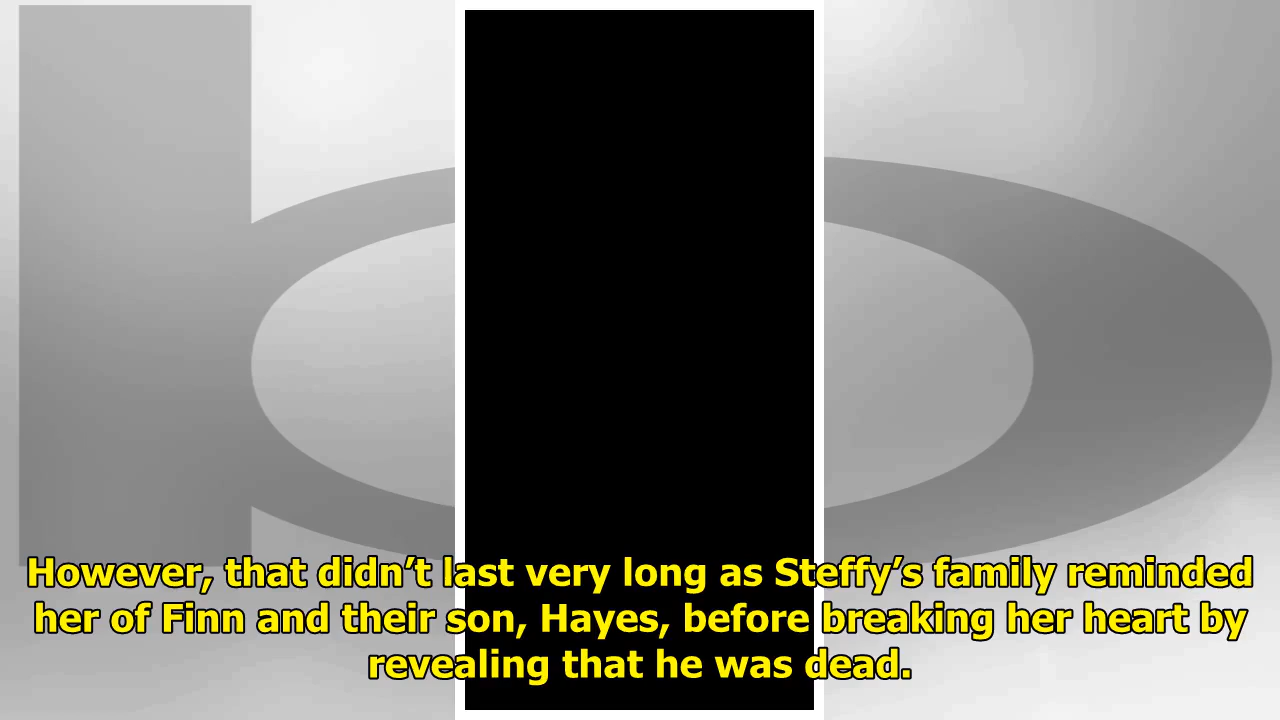 However, that didn’t last very long as Steffy’s family reminded
her of Finn and their son, Hayes, before breaking her heart by
revealing that he was dead.